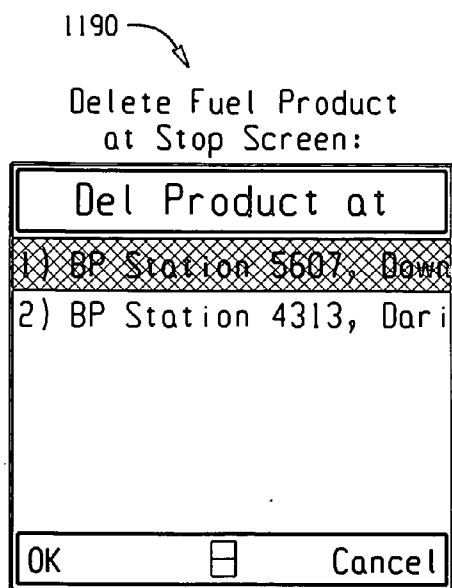 1190
Delete Fuel Product
at Stop Screen:
Del Product at
1) BP Station 5607, Down
2) BP Station 4313, Dari
OK Cancel